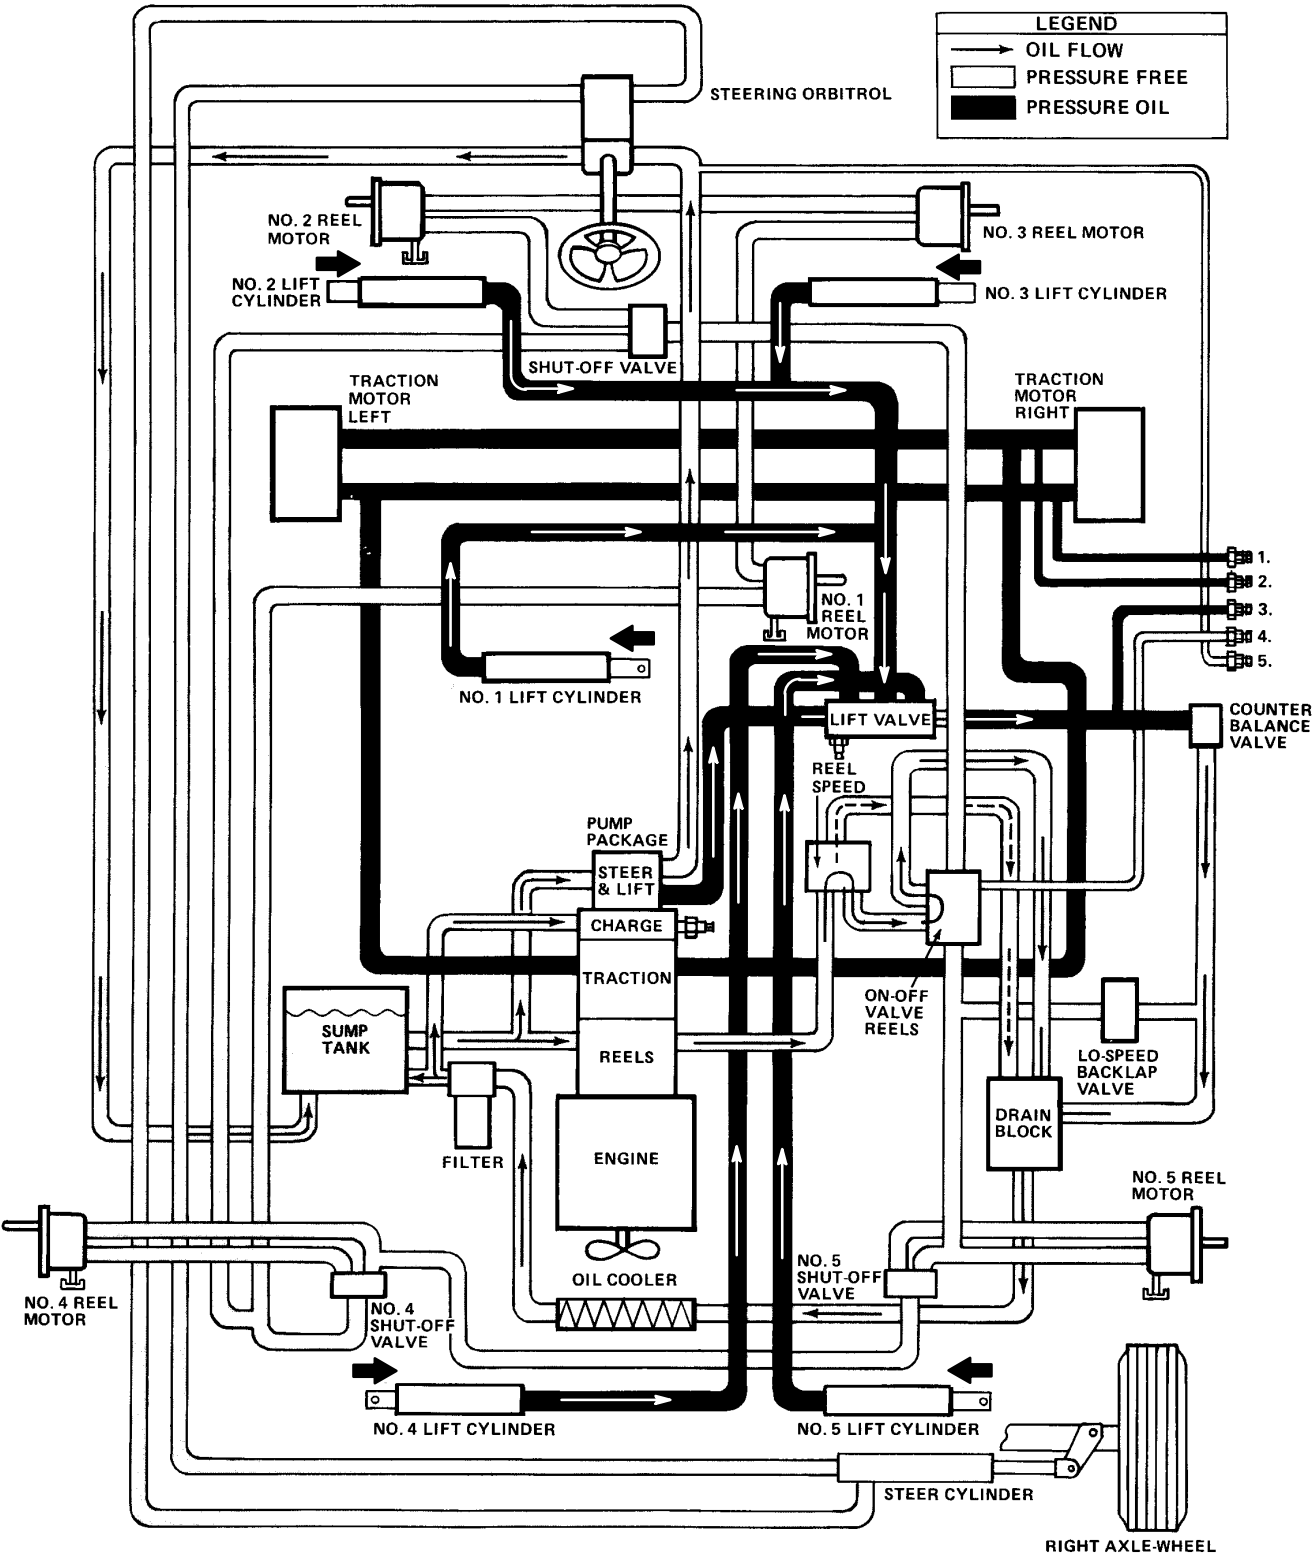 LEGEND
OIL FLOW
PRESSURE FREE
PRESSURE OIL
STEERING ORBITROL
NO. 2 REEL
MOTOR
NO. 3 REEL MOTOR
NO. 2 LIFT
CYLINDER
NO. 3 LIFT CYLINDER
SHUT-OFF VALVE
TRACTION
MOTOR
LEFT
TRACTION
MOTOR
RIGHT
1.
2.
3.
4.
5.
NO. 1
REEL
MOTOR
NO. 1 LIFT CYLINDER
LIFT VALVE
COUNTER
BALANCE
VALVE
REEL
SPEED
PUMP
PACKAGE
STEER
& LIFT
CHARGE
TRACTION
REELS
ON-OFF
VALVE
REELS
SUMP
TANK
LO-SPEED
BACKLAP
VALVE
DRAIN
BLOCK
FILTER
ENGINE
NO. 5 REEL
MOTOR
OIL COOLER
NO. 5
SHUT-OFF
VALVE
NO. 4 REEL
MOTOR
NO. 4
SHUT-OFF
VALVE
NO. 4 LIFT CYLINDER
NO. 5 LIFT CYLINDER
STEER CYLINDER
RIGHT AXLE-WHEEL